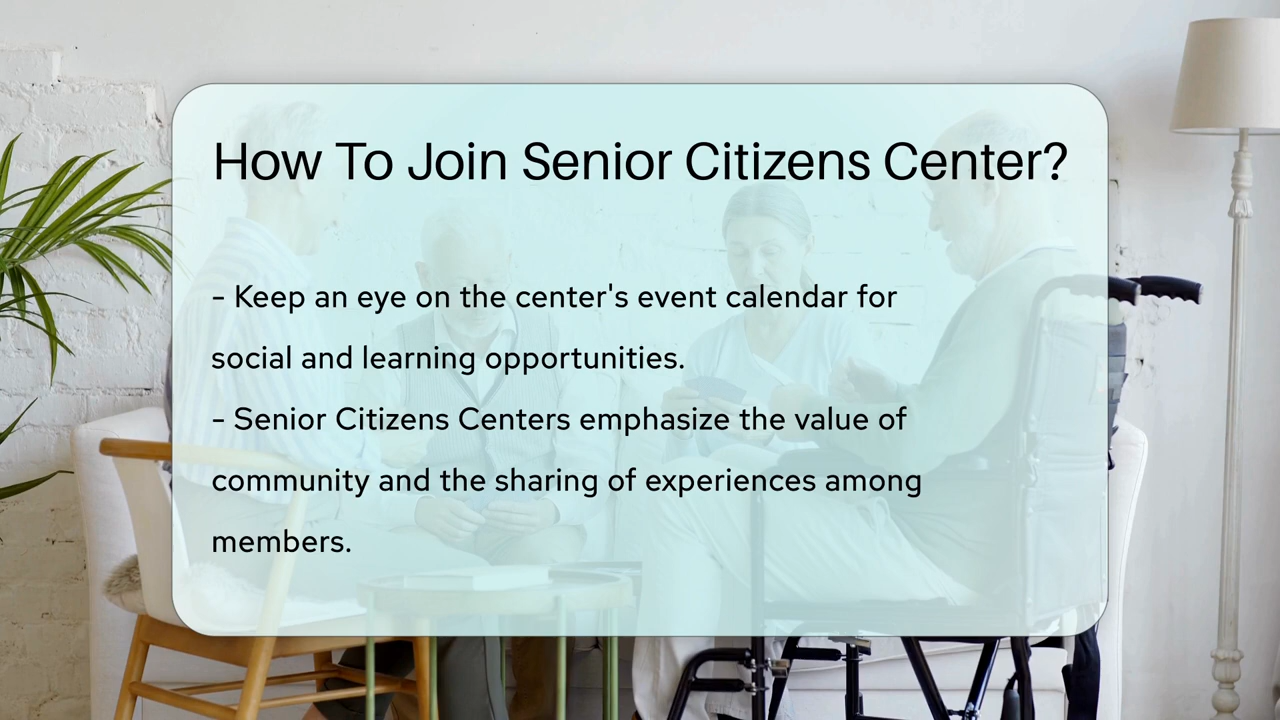 How To Join Senior Citizens Center?
- Keep an eye on the center's event calendar for
social and learning opportunities.
- Senior Citizens Centers emphasize the value of
community and the sharing of experiences among
members.